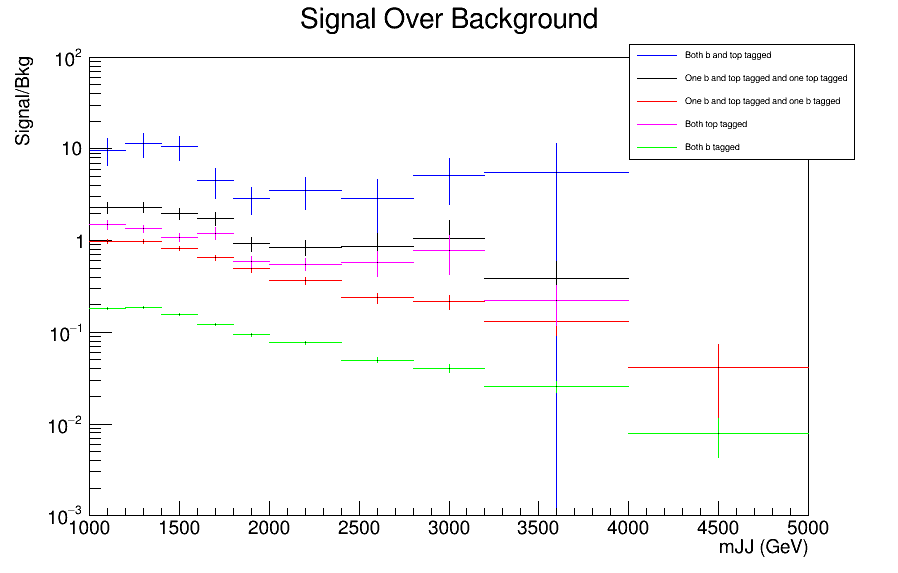 Signal Over Background
Signal/Bkg
10²
10
1
10⁻¹
10⁻²
10⁻³
Both b and top tagged
One b and top tagged and one top tagged
One b and top tagged and one b tagged
Both top tagged
Both b tagged
1000 1500 2000 2500 3000 3500 4000 4500 5000
mJJ (GeV)